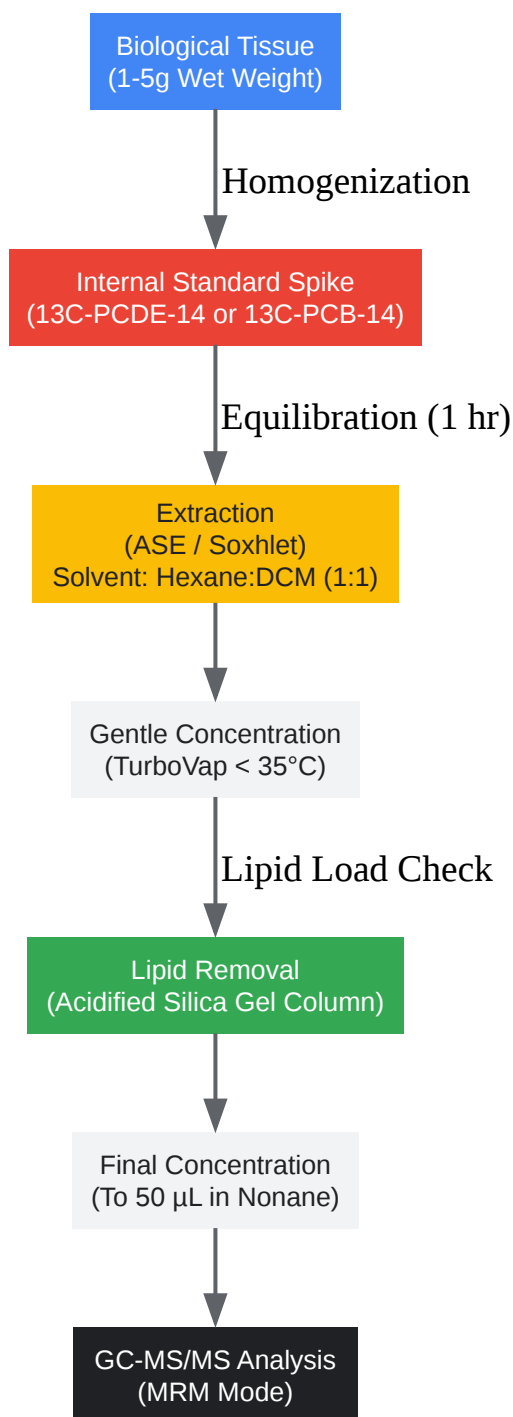 Biological Tissue
(1-5g Wet Weight)
Homogenization
Internal Standard Spike
(13C-PCDE-14 or 13C-PCB-14)
Equilibration (1 hr)
Extraction
(ASE / Soxhlet)
Solvent: Hexane:DCM (1:1)
Gentle Concentration
(TurboVap < 35°C)
Lipid Load Check
Lipid Removal
(Acidified Silica Gel Column)
Final Concentration
(To 50 µL in Nonane)
GC-MS/MS Analysis
(MRM Mode)